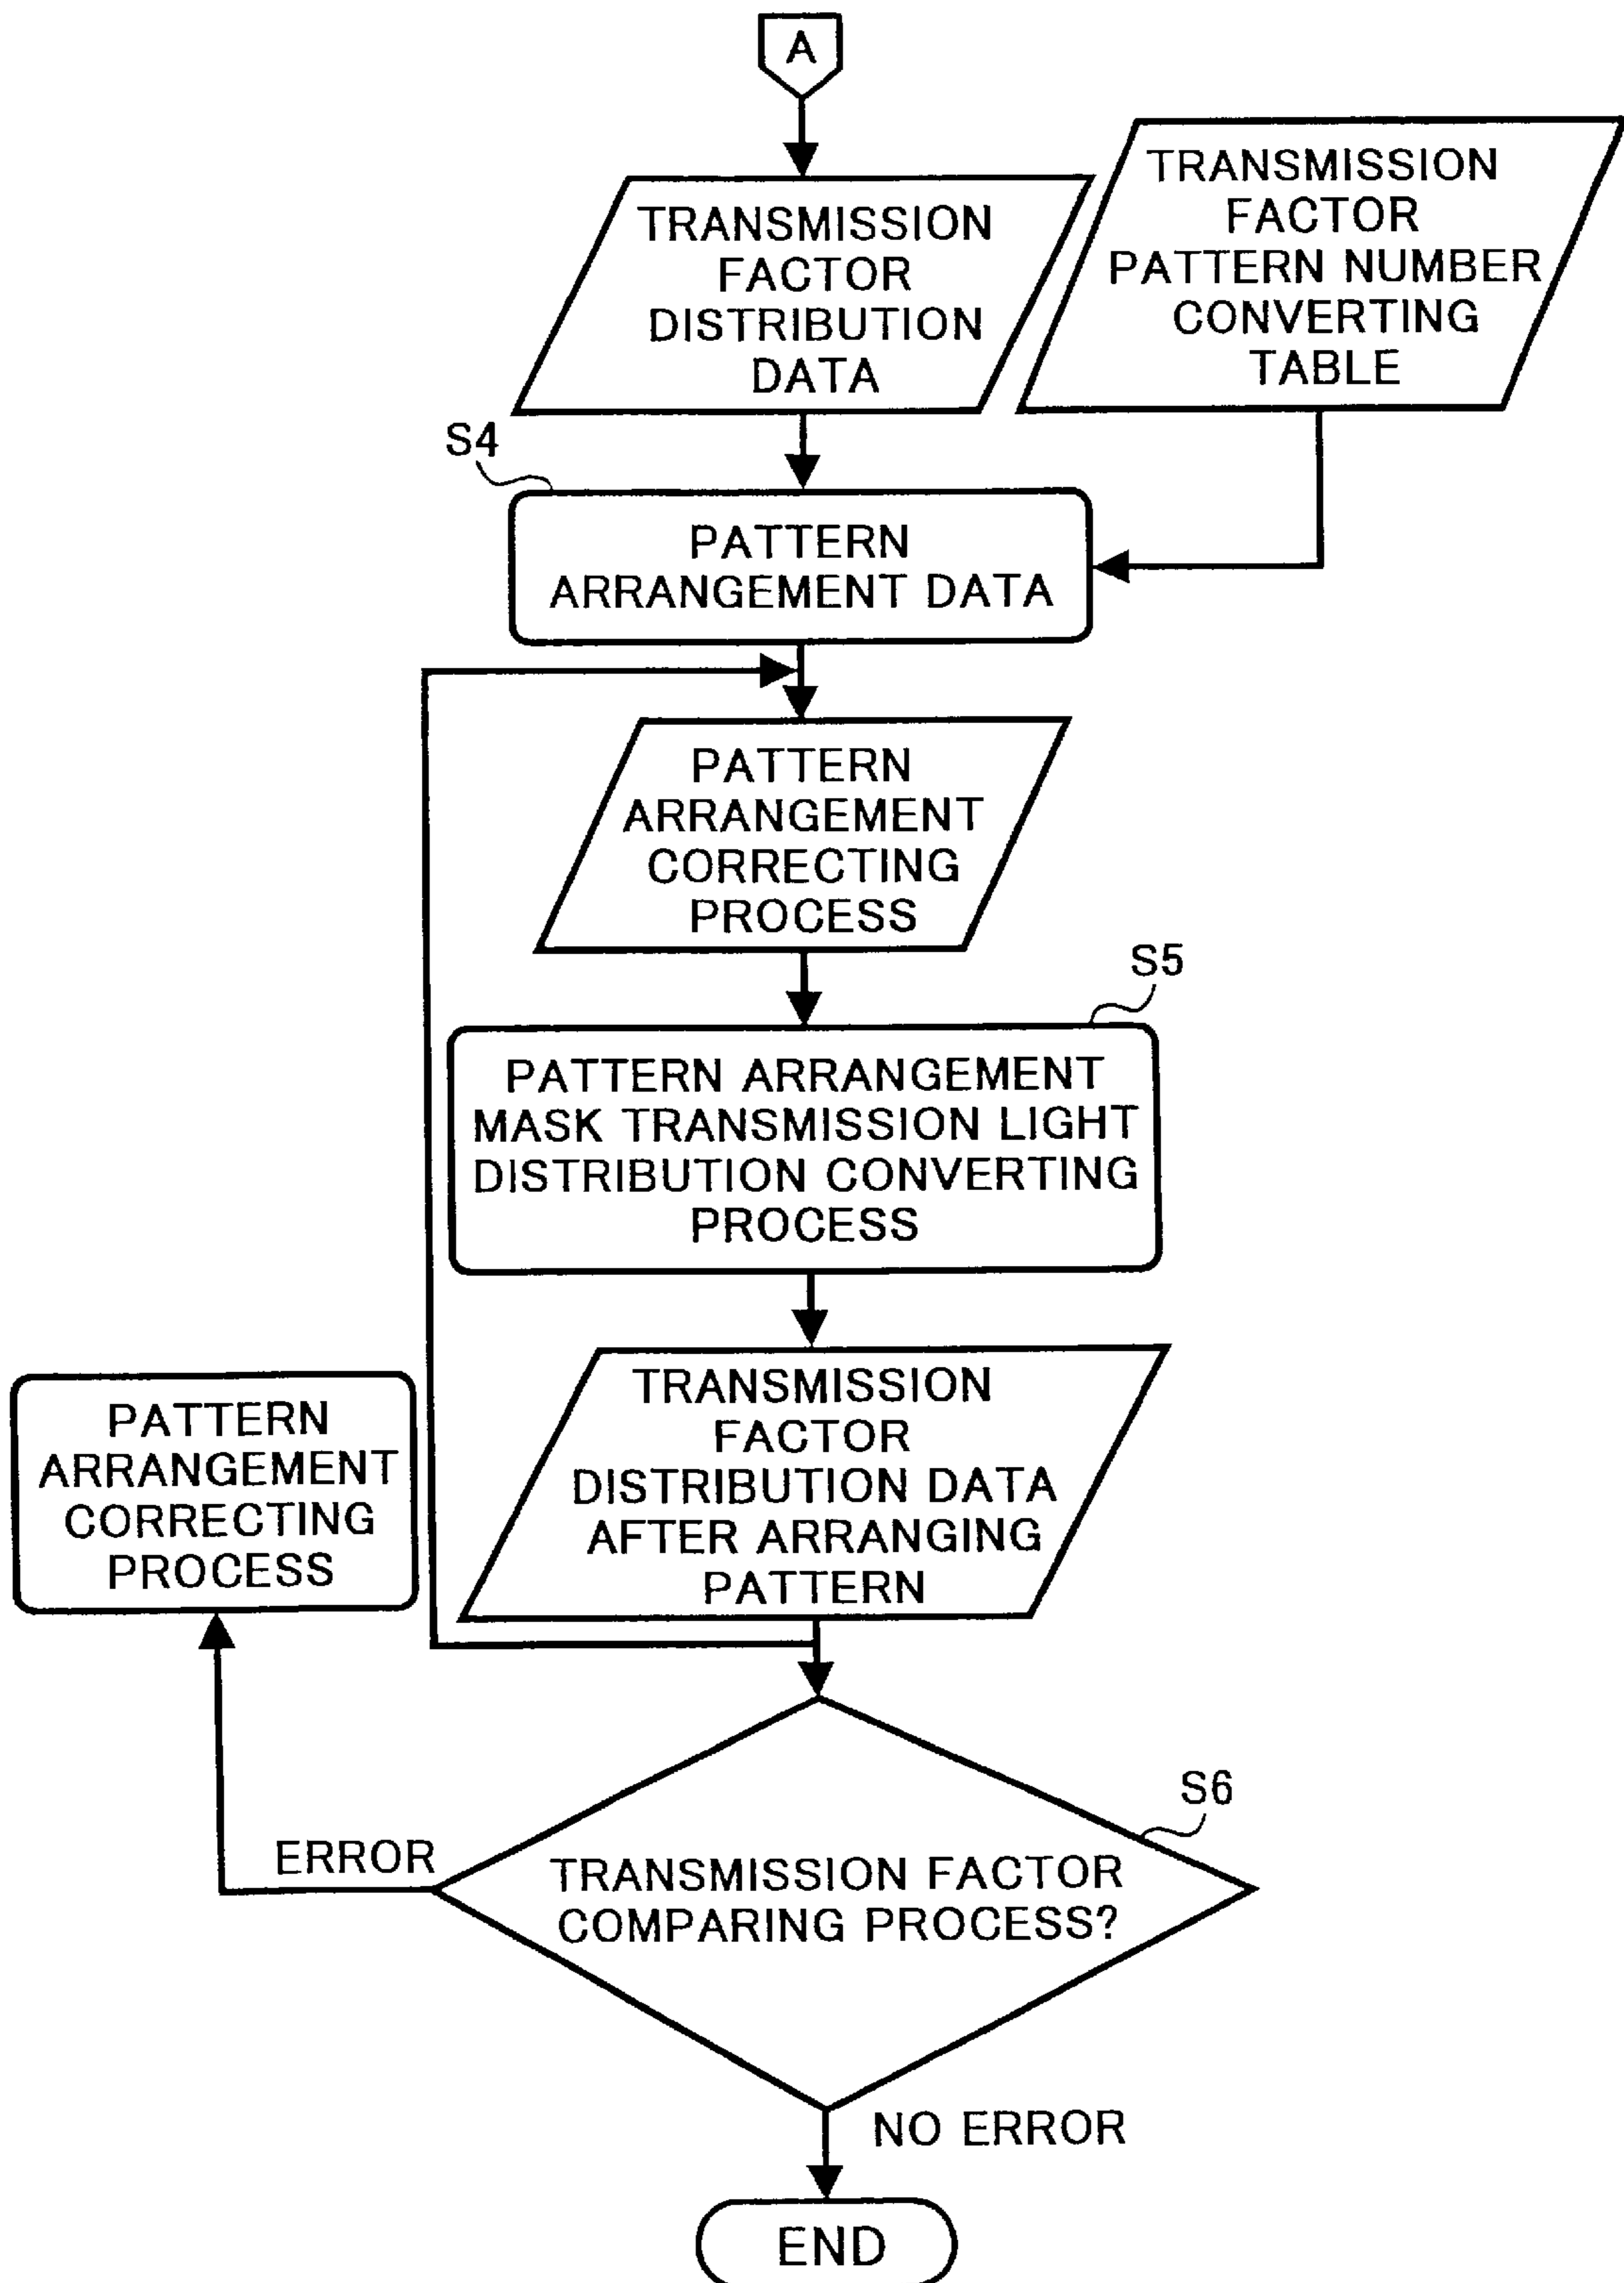 A
TRANSMISSION
FACTOR
DISTRIBUTION
DATA
TRANSMISSION
FACTOR
PATTERN NUMBER
CONVERTING
TABLE
S4
PATTERN
ARRANGEMENT DATA
PATTERN
ARRANGEMENT
CORRECTING
PROCESS
S5
PATTERN ARRANGEMENT
MASK TRANSMISSION LIGHT
DISTRIBUTION CONVERTING
PROCESS
TRANSMISSION
FACTOR
DISTRIBUTION DATA
AFTER ARRANGING
PATTERN
PATTERN
ARRANGEMENT
CORRECTING
PROCESS
S6
ERROR
TRANSMISSION FACTOR
COMPARING PROCESS?
NO ERROR
END